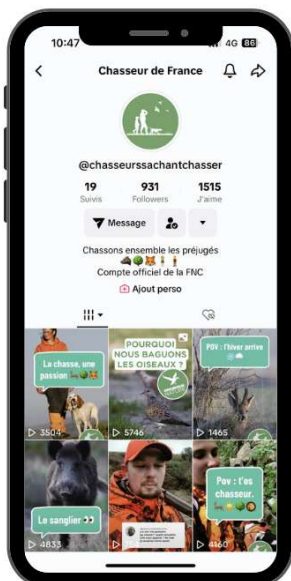 10:47
4G 86
Chasseur de France
@chasseurssachantchasser
19 931 1515
Suivis Followers J'aime
Message
Chassons ensemble les préjugés
Compte officiel de la FNC
Ajout perso
La chasse, une
passion
3504
POURQUOI
NOUS BAGUONS
LES OISEAUX ?
5746
POV : l'hiver arrive
1465
Le sanglier
4833
Pov : t'es
chasseur.
4160